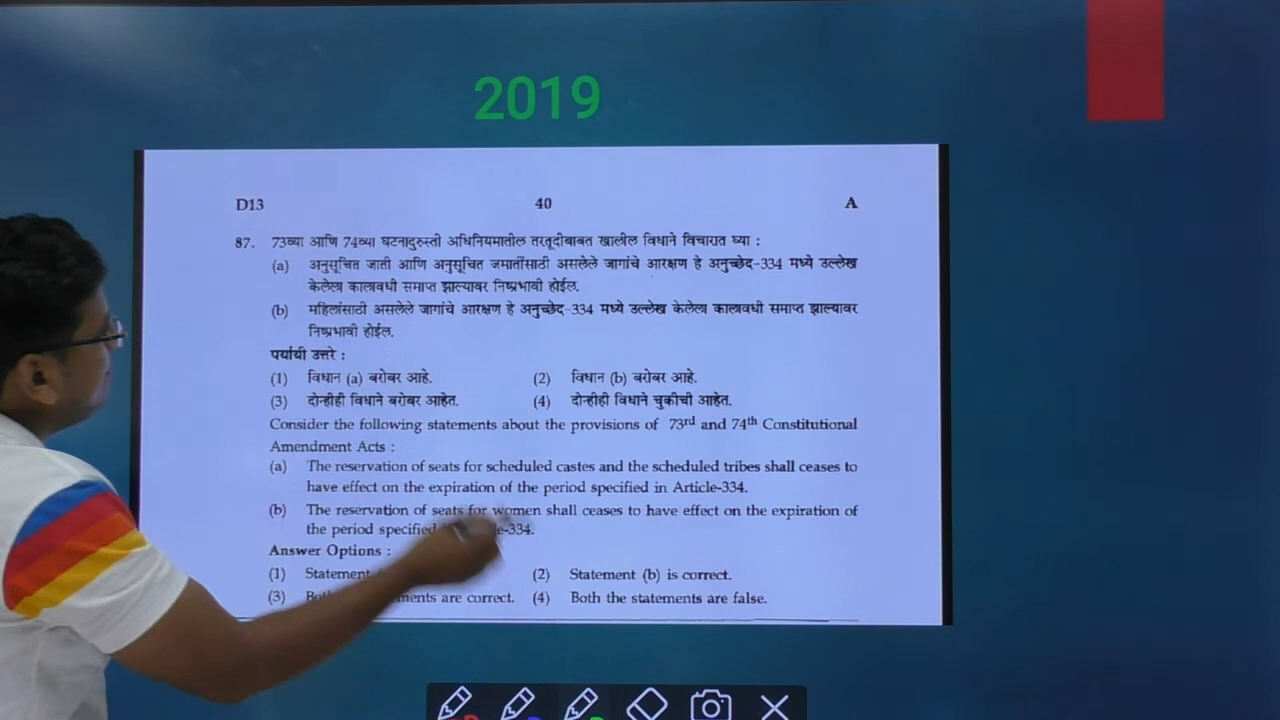 2019
D13 40 A
87. 73व्या आणि 74व्या घटनादुरुस्ती अधिनियमातील तरतूदीबाबत खालील विधाने विचारात घ्या :
(a) अनुसूचित जाती आणि अनुसूचित जमातींसाठी असलेले जागांचे आरक्षण हे अनुच्छेद-334 मध्ये उल्लेख
केलेला कालावधी समाप्त झाल्यावर निष्प्रभावी होईल.
(b) महिलांसाठी असलेले जागांचे आरक्षण हे अनुच्छेद-334 मध्ये उल्लेख केलेला कालावधी समाप्त झाल्यावर
निष्प्रभावी होईल.
पर्यायी उत्तरे :
(1) विधान (a) बरोबर आहे. (2) विधान (b) बरोबर आहे.
(3) दोन्हीही विधाने बरोबर आहेत. (4) दोन्हीही विधाने चुकीची आहेत.
Consider the following statements about the provisions of 73rd and 74th Constitutional
Amendment Acts :
(a) The reservation of seats for scheduled castes and the scheduled tribes shall ceases to
have effect on the expiration of the period specified in Article-334.
(b) The reservation of seats for women shall ceases to have effect on the expiration of
the period specified e-334.
Answer Options :
(1) Statement (2) Statement (b) is correct.
(3) ments are correct. (4) Both the statements are false.